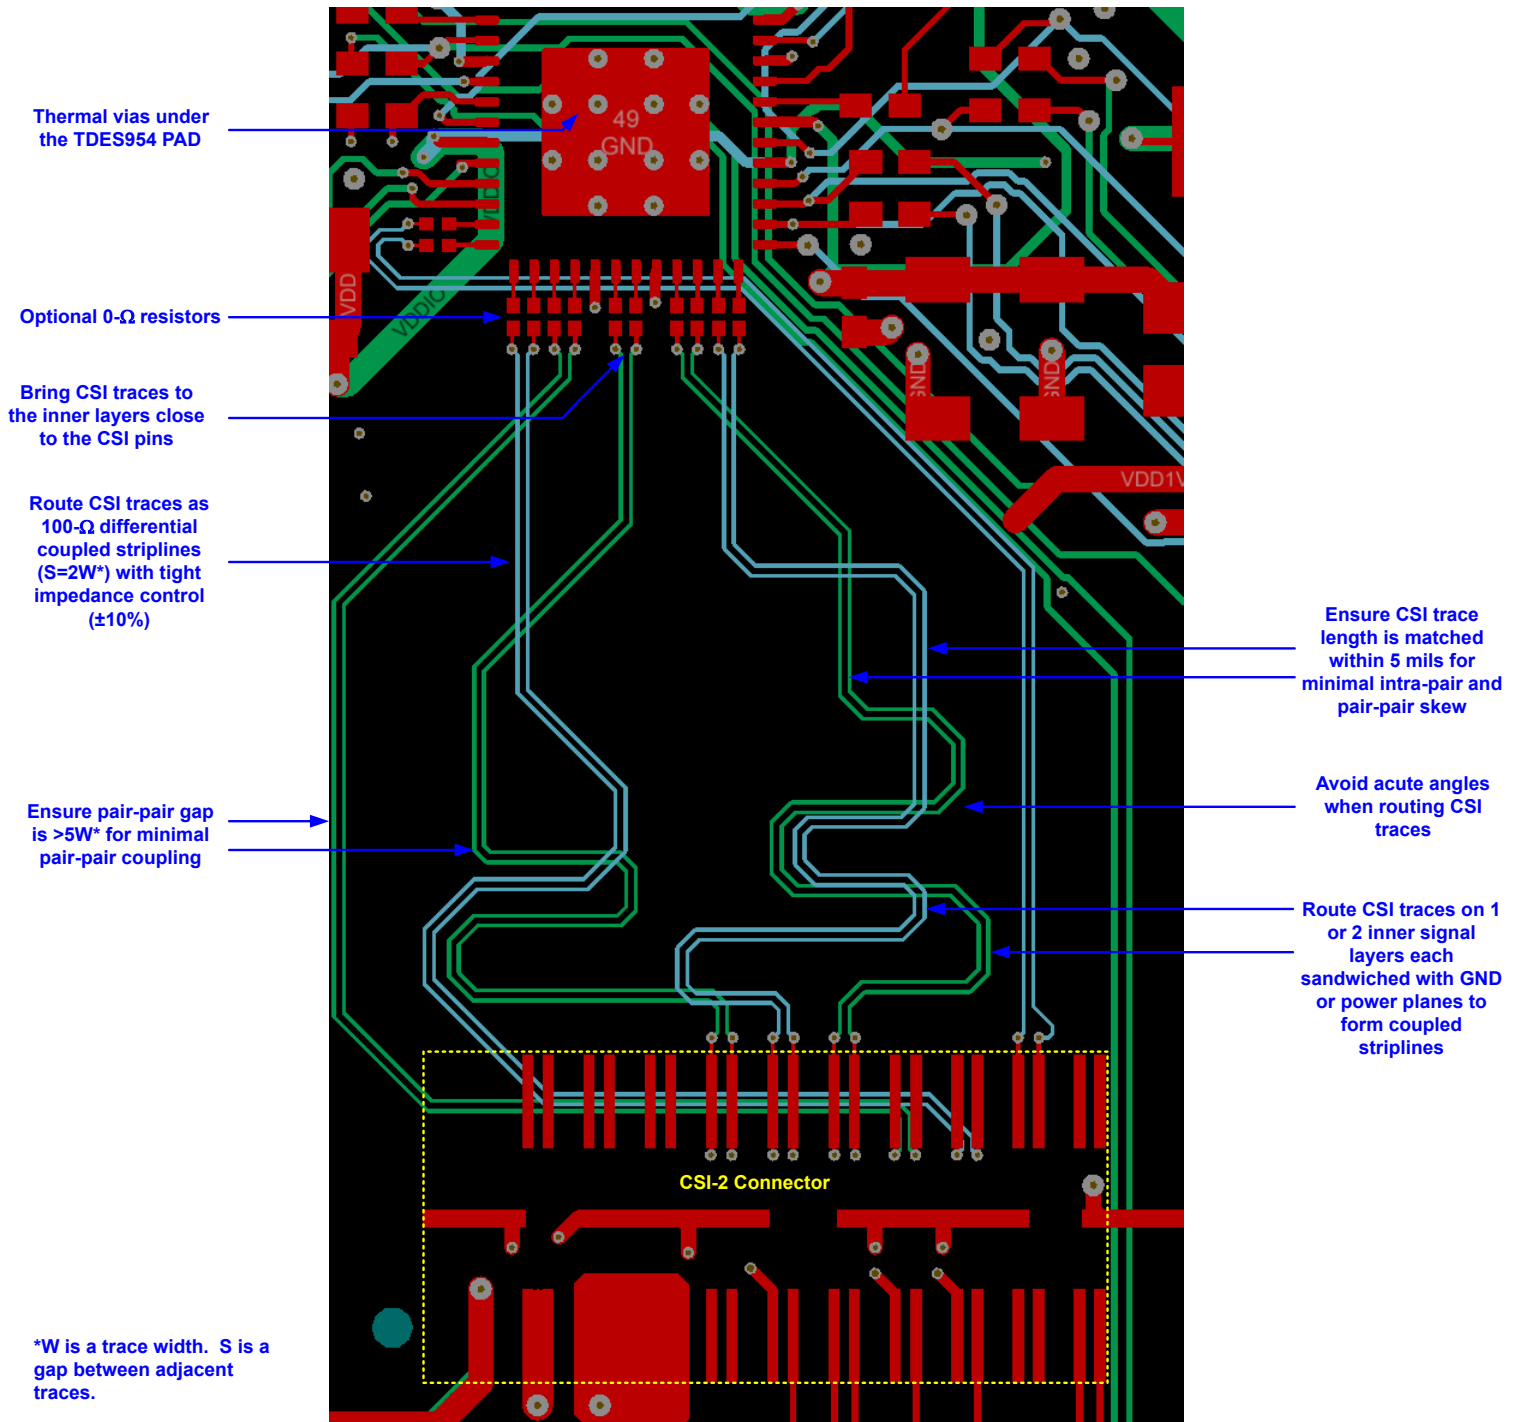 Thermal vias under
the TDES954 PAD
Optional 0-Ω resistors
Bring CSI traces to
the inner layers close
to the CSI pins
Route CSI traces as
100-Ω differential
coupled striplines
(S=2W*) with tight
impedance control
(±10%)
Ensure pair-pair gap
is >5W* for minimal
pair-pair coupling
*W is a trace width. S is a
gap between adjacent
traces.
49
GND
VDDIO
VDD
VDDIO
GND
GND
VDD1V
CSI-2 Connector
Ensure CSI trace
length is matched
within 5 mils for
minimal intra-pair and
pair-pair skew
Avoid acute angles
when routing CSI
traces
Route CSI traces on 1
or 2 inner signal
layers each
sandwiched with GND
or power planes to
form coupled
striplines